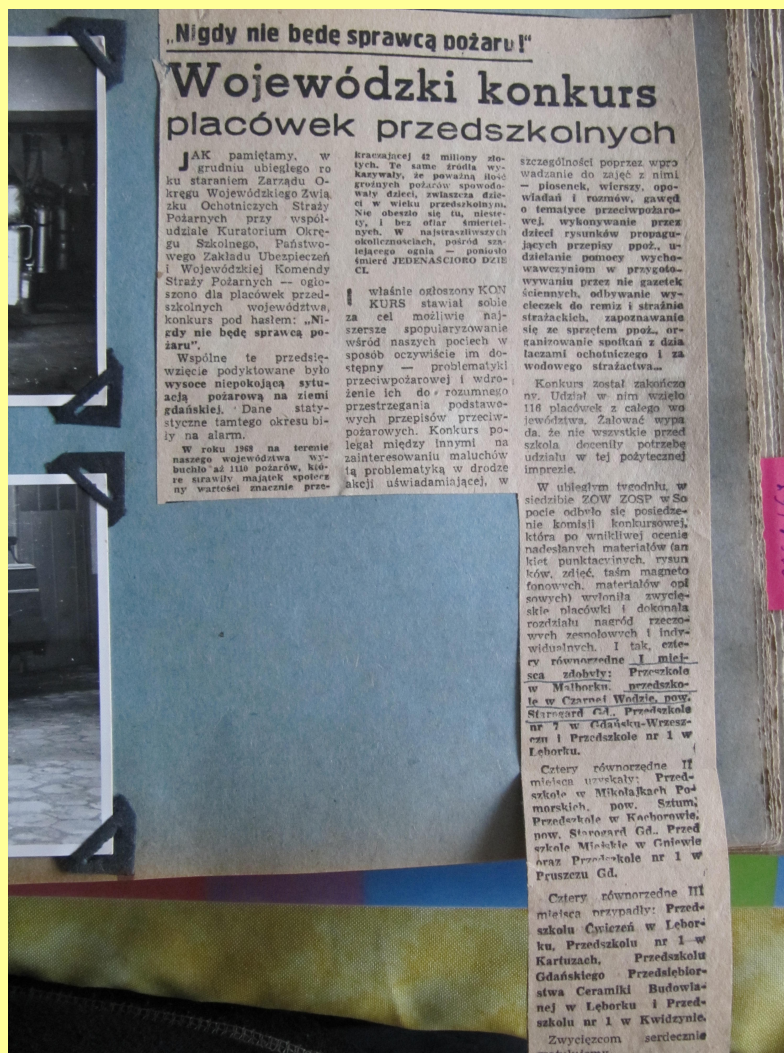 „Nigdy nie będę sprawcą pożaru!"
Wojewódzki konkurs
placówek przedszkolnych
JAK pamiętamy, w
grudniu ubiegłego ro
ku staraniem Zarządu O-
kręgu Wojewódzkiego Zwią
zku Ochotniczych Straży
Pożarnych przy współ-
udziale Kuratorium Okrę-
gu Szkolnego, Państwo-
wego Zakładu Ubezpieczeń
i Wojewódzkiej Komendy
Straży Pożarnych — ogło-
szono dla placówek przed-
szkolnych województwa,
konkurs pod hasłem: „Ni-
gdy nie będę sprawcą po-
żaru".
Wspólne te przedsię-
wzięcie podyktowane było
wysoce niepokojącą sytu-
acją pożarową na ziemi
gdańskiej. Dane staty-
styczne tamtego okresu bi-
ły na alarm.
W roku 1968 na terenie
naszego województwa wy-
buchło aż 1110 pożarów, któ-
re strawiły majątek społecz
ny wartości znacznie prze-
kraczającej 42 miliony zło-
tych. Te same źródła wy-
kazywały, że poważną ilość
groźnych pożarów spowodo-
wały dzieci, zwłaszcza dzie-
ci w wieku przedszkolnym.
Nie obeszło się tu, nieste-
ty, i bez ofiar śmiertel-
nych. W najstraszliwszych
okolicznościach, pośród sza-
lejącego ognia — poniosło
śmierć JEDENAŚCIORO DZIE
CI.
I właśnie ogłoszony KON
KURS stawiał sobie
za cel możliwie naj-
szersze spopularyzowanie
wśród naszych pociech w
sposób oczywiście im do-
stępny — problematyki
przeciwpożarowej i wdro-
żenie ich do rozumnego
przestrzegania podstawo-
wych przepisów przeciw-
pożarowych. Konkurs po-
legał między innymi na
zainteresowaniu maluchów
tą problematyką w drodze
akcji uświadamiającej, w
szczególności poprzez wpro
wadzanie do zajęć z nimi
— piosenek, wierszy, opo-
wiadań i rozmów, gawęd
o tematyce przeciwpożaro-
wej, wykonywanie przez
dzieci rysunków propagu-
jących przepisy ppoż., u-
dzielanie pomocy wycho-
wawczyniom w przygoto-
wywaniu przez nie gazetek
ściennych, odbywanie wy-
cieczek do remiz i strażnic
strażackich, zapoznawanie
się ze sprzętem ppoż., or-
ganizowanie spotkań z dzia
łaczami ochotniczego i za
wodowego strażactwa...
Konkurs został zakończo
ny. Udział w nim wzięło
116 placówek z całego wo
jewództwa. Żałować wypa
da, że nie wszystkie przed
szkola doceniły potrzebę
udziału w tej pożytecznej
imprezie.
W ubiegłym tygodniu, w
siedzibie ZOW ZOSP w So
pocie odbyło się posiedze-
nie komisji konkursowej,
która po wnikliwej ocenie
nadesłanych materiałów (an
kiet punktacyjnych, rysun
ków, zdjęć, taśm magneto
fonowych, materiałów opi
sowych) wyłoniła zwycię-
skie placówki i dokonała
rozdziału nagród rzeczo-
wych zespołowych i indy-
widualnych. I tak, czte-
ry równorzędne I miej-
sca zdobyły: Przeszkole
w Malborku, przedszko-
le w Czarnej Wodzie, pow.
Starogard Gd., Przedszkole
nr 7 w Gdańsku-Wrzesz-
czu i Przedszkole nr 1 w
Lęborku.
Cztery równorzędne II
miejsca uzyskały: Przed-
szkole w Mikołajkach Po
morskich, pow. Sztum,
Przedszkole w Kocborowie,
pow. Starogard Gd., Przed
szkole Miejskie w Gniewie
oraz Przedszkole nr 1 w
Pruszczu Gd.
Cztery równorzędne III
miejsca przypadły: Przed-
szkolu Ćwiczeń w Lębor-
ku, Przedszkolu nr 1 w
Kartuzach, Przedszkolu
Gdańskiego Przedsiębior-
stwa Ceramiki Budowla-
nej w Lęborku i Przed-
szkolu nr 1 w Kwidzynie.
Zwycięzcom serdecznie